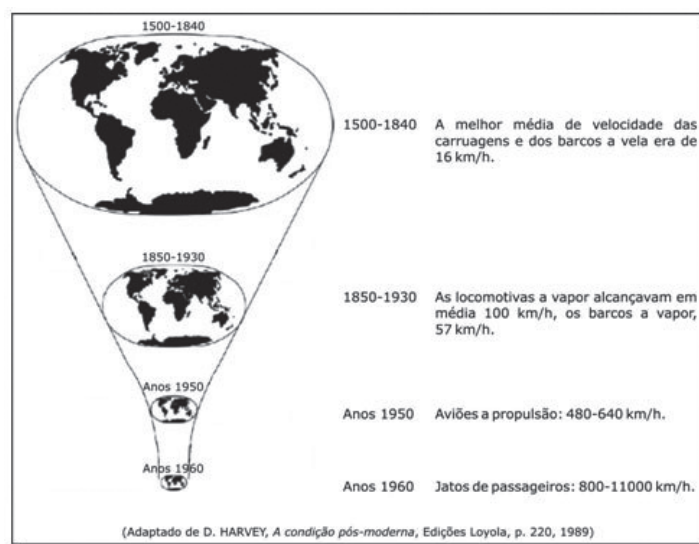 1500-1840
1500-1840 A melhor média de velocidade das
carruagens e dos barcos a vela era de
16 km/h.
1850-1930
1850-1930 As locomotivas a vapor alcançavam em
média 100 km/h, os barcos a vapor,
57 km/h.
Anos 1950
Anos 1950 Aviões a propulsão: 480-640 km/h.
Anos 1960
Anos 1960 Jatos de passageiros: 800-11000 km/h.
(Adaptado de D. HARVEY, A condição pós-moderna, Edições Loyola, p. 220, 1989)